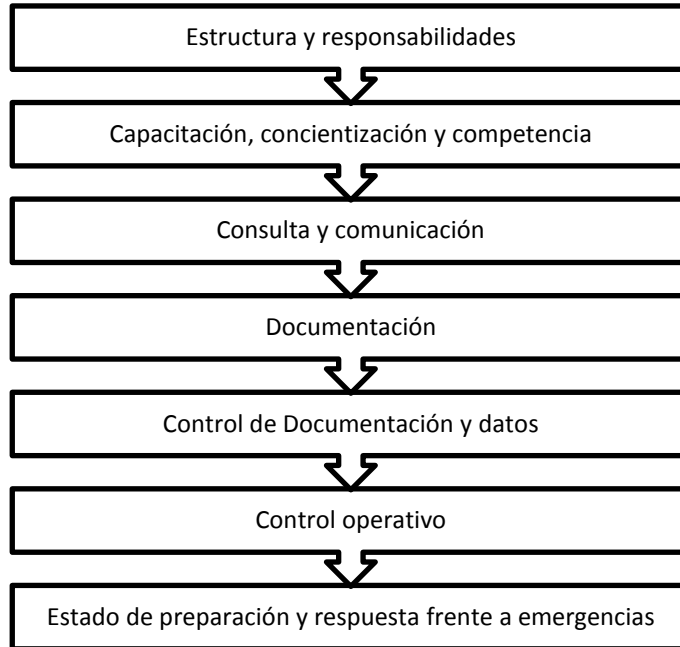 Estructura y responsabilidades
Capacitación, concientización y competencia
Consulta y comunicación
Documentación
Control de Documentación y datos
Control operativo
Estado de preparación y respuesta frente a emergencias